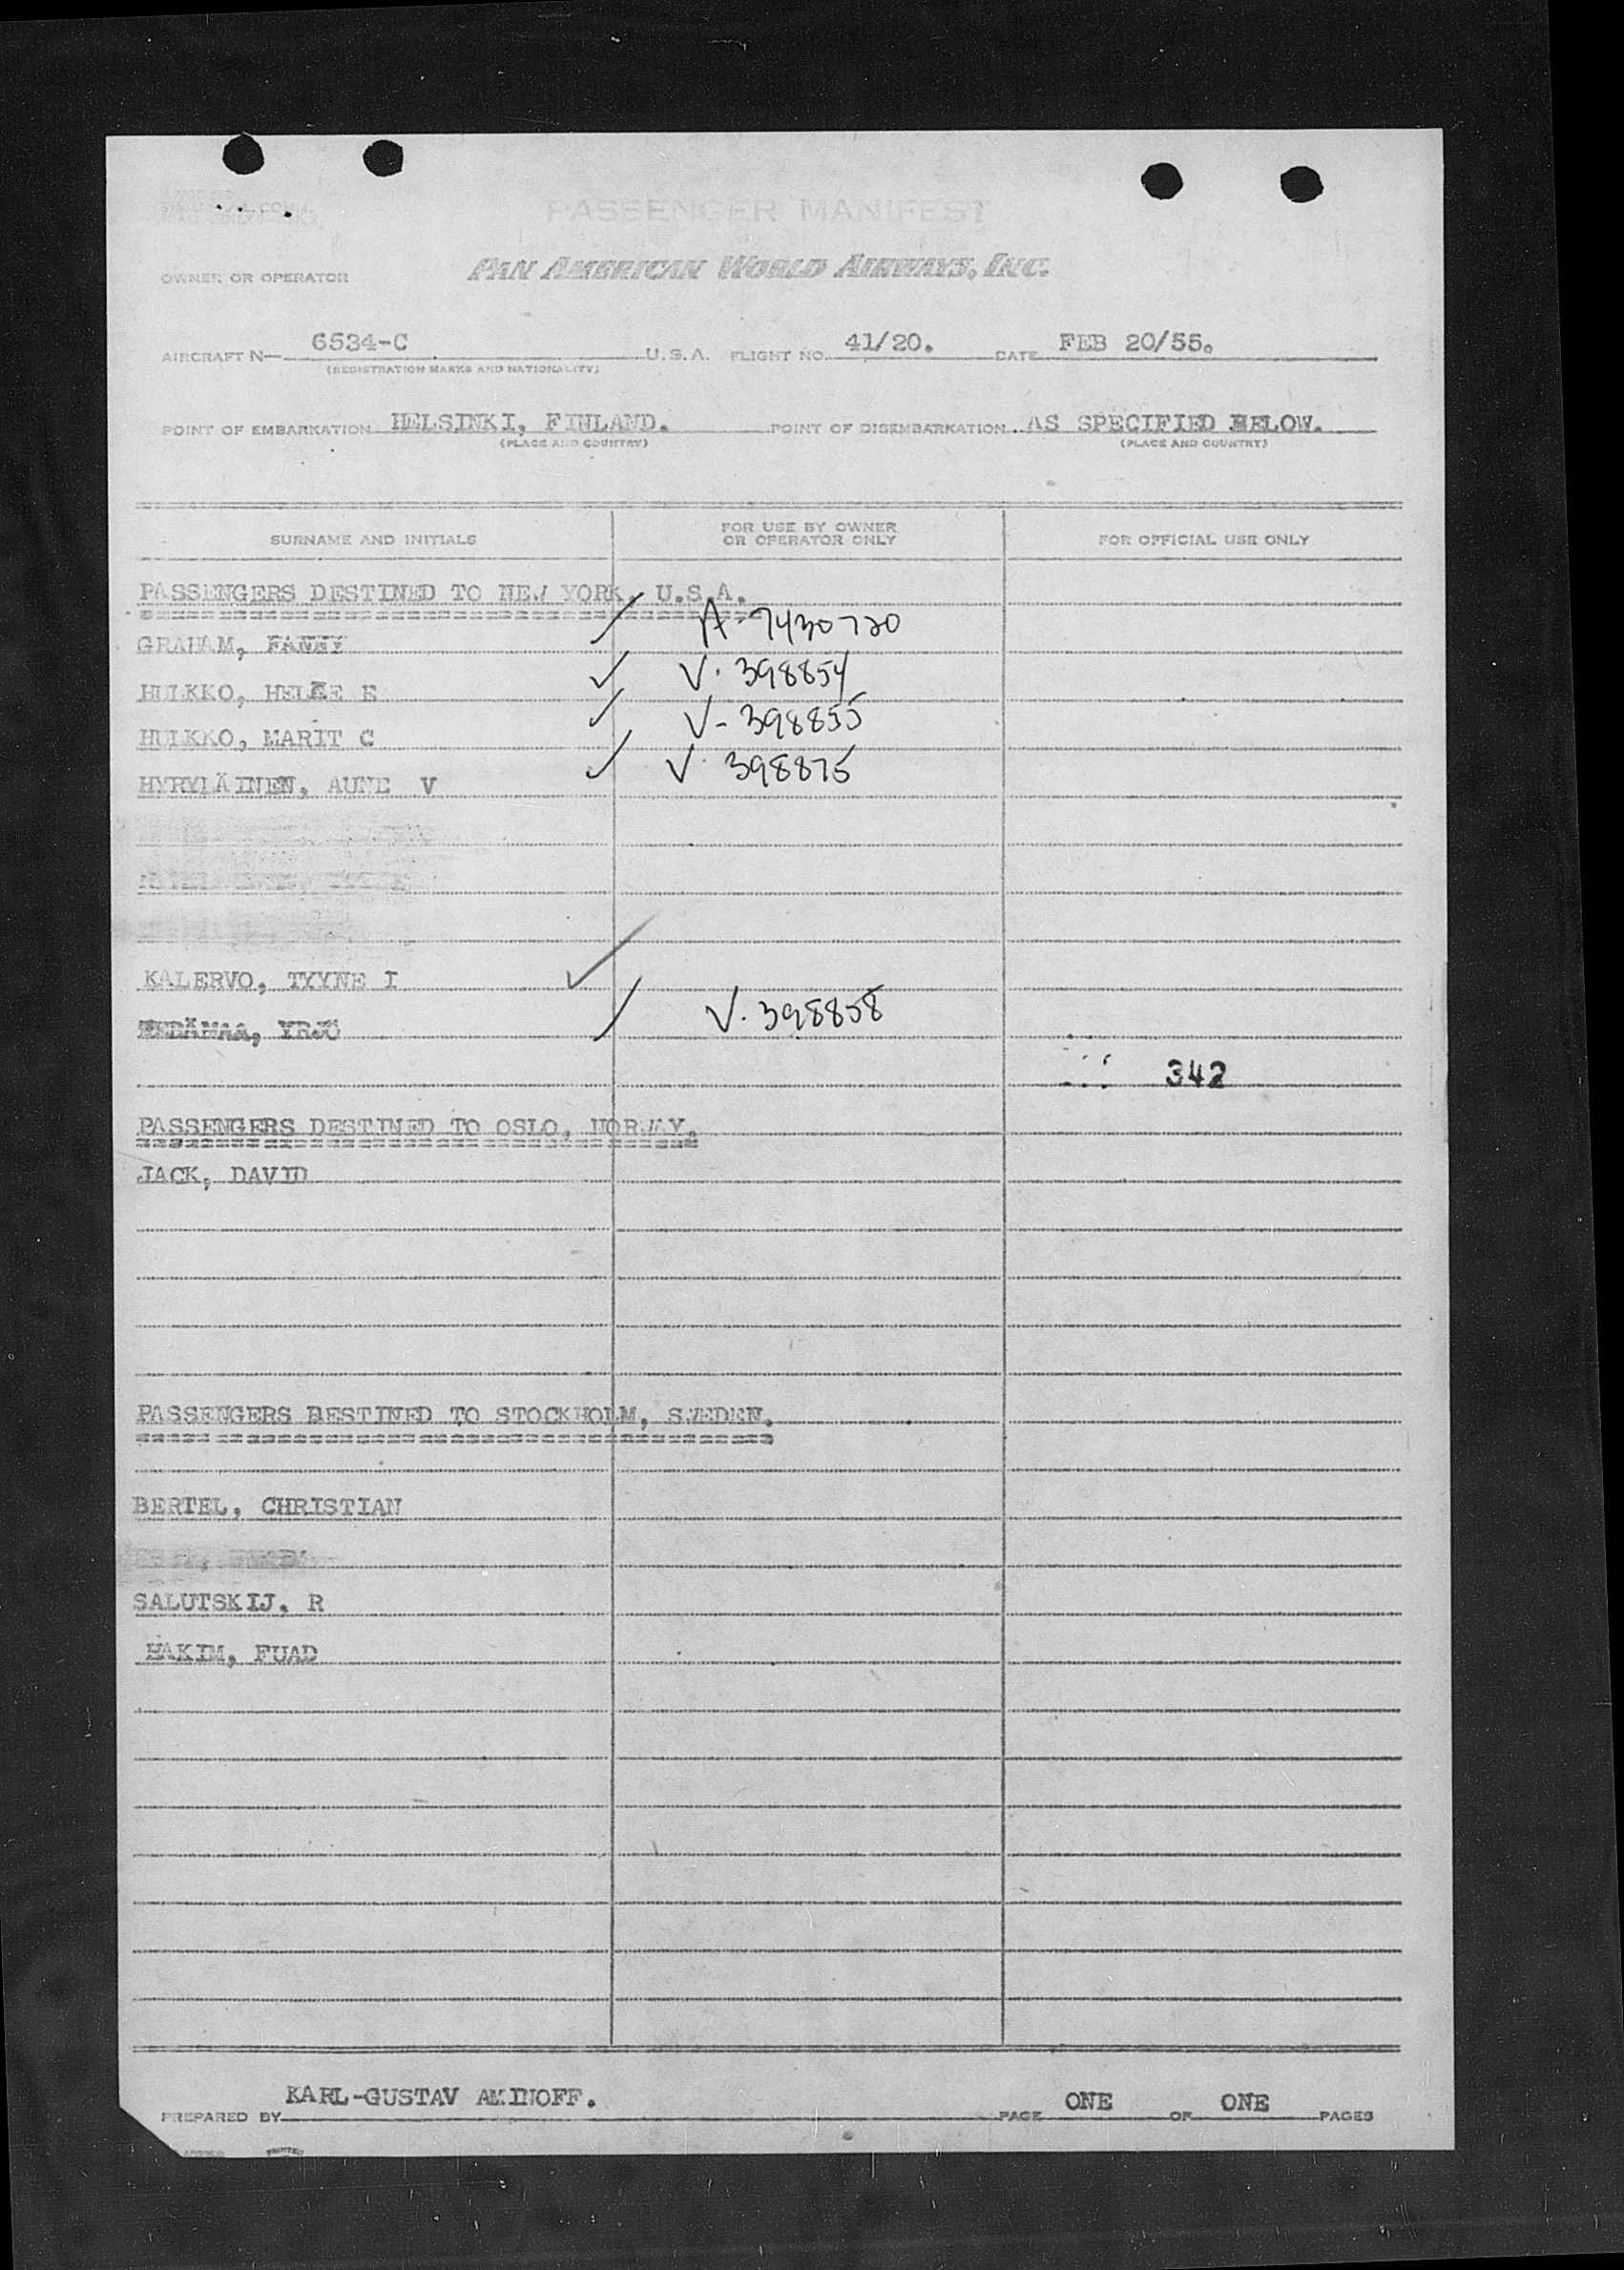 PASSENGER MANIFEST
OWNER OR OPERATOR PAN AMERICAN WORLD AIRWAYS, INC.
AIRCRAFT N— 6534-C U.S.A. FLIGHT NO. 41/20. DATE FEB 20/55.
(REGISTRATION MARKS AND NATIONALITY)
POINT OF EMBARKATION HELSINKI, FINLAND. POINT OF DISEMBARKATION AS SPECIFIED BELOW.
(PLACE AND COUNTRY) (PLACE AND COUNTRY)
SURNAME AND INITIALS FOR USE BY OWNER OR OPERATOR ONLY FOR OFFICIAL USE ONLY
PASSENGERS DESTINED TO NEW YORK, U.S.A.
GRAHAM, FANNY A-7430720
HULKKO, HELGE E V. 398854
HULKKO, MARIT C V-398855
HYRYLÄINEN, AUNE V V. 398875
KALERVO, TYYNE I
YRJÖ V. 398858
342
PASSENGERS DESTINED TO OSLO, NORWAY.
JACK, DAVID
PASSENGERS DESTINED TO STOCKHOLM, SWEDEN.
BERTEL, CHRISTIAN
SALUTSKIJ, R
HAKIM, FUAD
PREPARED BY KARL-GUSTAV AMINOFF. PAGE ONE OF ONE PAGES